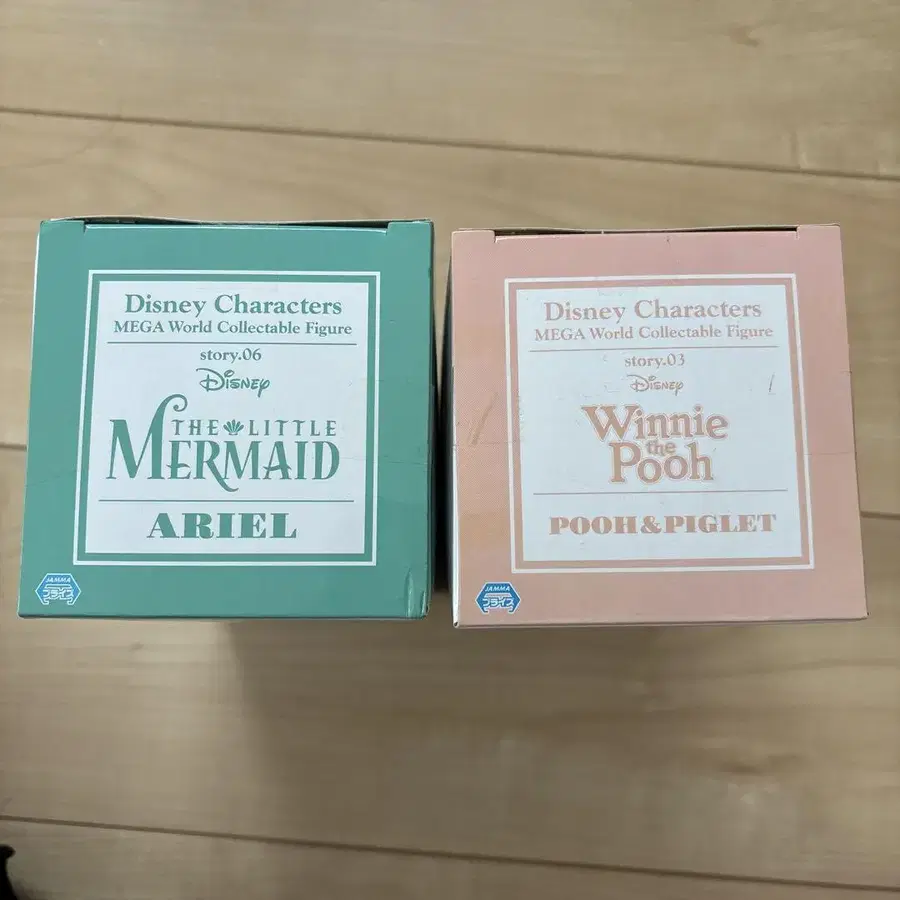 Disney Characters
MEGA World Collectable Figure
story.06
Disney
THE LITTLE
MERMAID
ARIEL
JAMMA
プライズ
Disney Characters
MEGA World Collectable Figure
story.03
Disney
Winnie
the
Pooh
POOH & PIGLET
JAMMA
プライズ